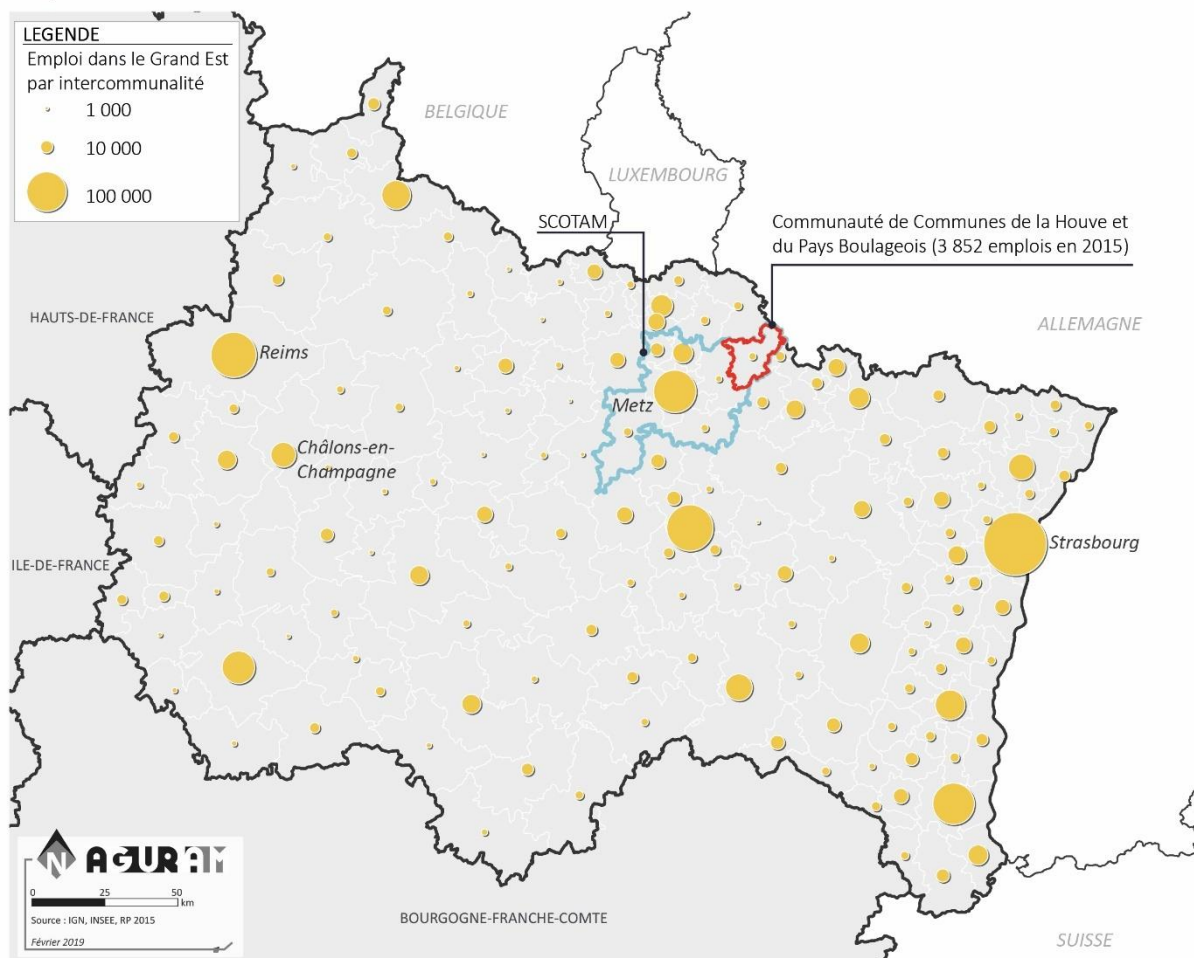 LEGENDE
Emploi dans le Grand Est
par intercommunalité
1 000
10 000
100 000
BELGIQUE
LUXEMBOURG
SCOTAM
Communauté de Communes de la Houve et
du Pays Boulageois (3 852 emplois en 2015)
HAUTS-DE-FRANCE
ALLEMAGNE
Reims
Metz
Châlons-en-
Champagne
Strasbourg
ILE-DE-FRANCE
N AGURAM
0 25 50
km
Source : IGN, INSEE, RP 2015
Février 2019
BOURGOGNE-FRANCHE-COMTE
SUISSE